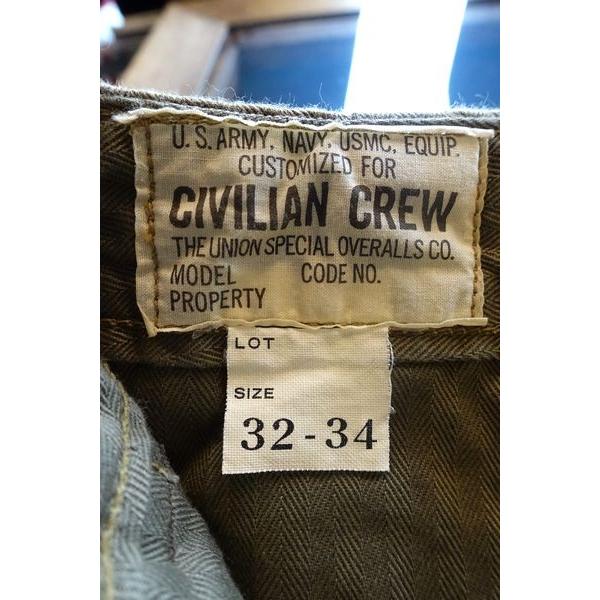 U.S. ARMY, NAVY, USMC, EQUIP.
CUSTOMIZED FOR
CIVILIAN CREW
THE UNION SPECIAL OVERALLS CO.
MODEL CODE NO.
PROPERTY
LOT
SIZE
32-34